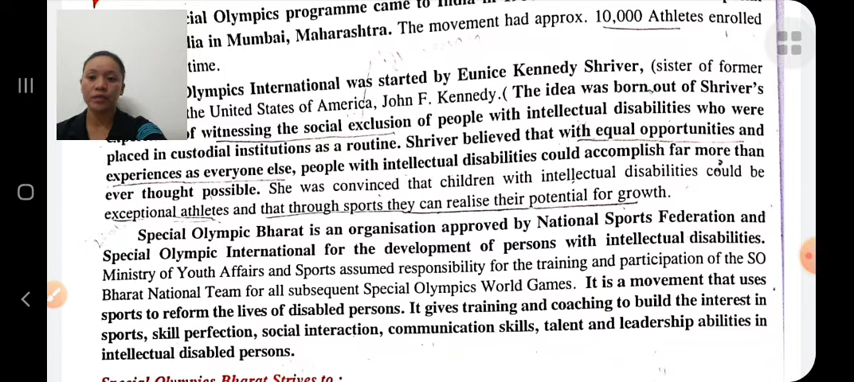 ial Olympics programme came to India in
lia in Mumbai, Maharashtra. The movement had approx. 10,000 Athletes enrolled
time.
Olympics International was started by Eunice Kennedy Shriver, (sister of former
the United States of America, John F. Kennedy.( The idea was born out of Shriver's
of witnessing the social exclusion of people with intellectual disabilities who were
placed in custodial institutions as a routine. Shriver believed that with equal opportunities and
experiences as everyone else, people with intellectual disabilities could accomplish far more than
ever thought possible. She was convinced that children with intellectual disabilities could be
exceptional athletes and that through sports they can realise their potential for growth.
Special Olympic Bharat is an organisation approved by National Sports Federation and
Special Olympic International for the development of persons with intellectual disabilities.
Ministry of Youth Affairs and Sports assumed responsibility for the training and participation of the SO
Bharat National Team for all subsequent Special Olympics World Games. It is a movement that uses
sports to reform the lives of disabled persons. It gives training and coaching to build the interest in
sports, skill perfection, social interaction, communication skills, talent and leadership abilities in
intellectual disabled persons.
Special Olympics Bharat Strives to :